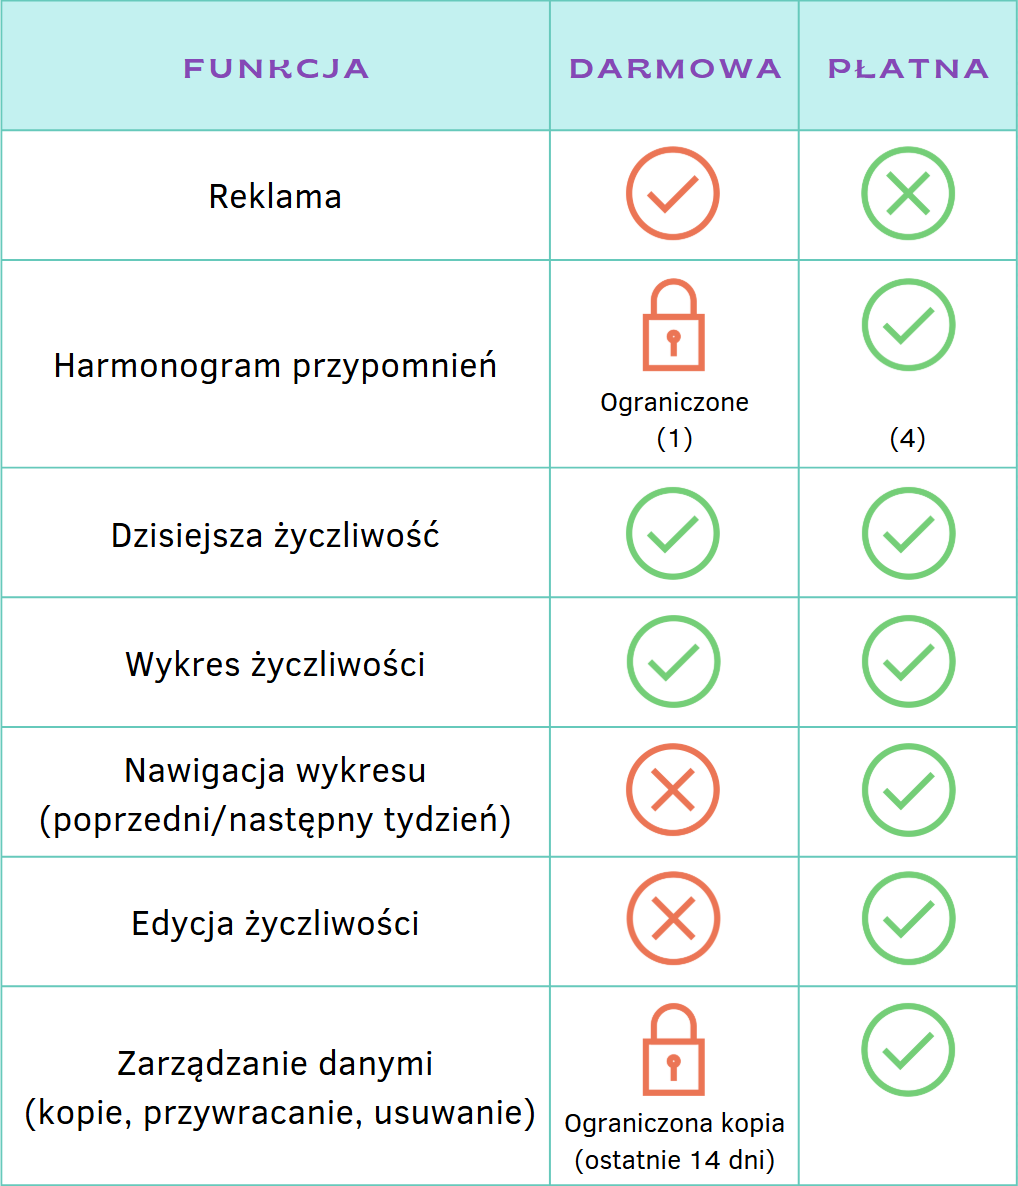 FUNKCJA DARMOWA PŁATNA
Reklama
Harmonogram przypomnień
Ograniczone
(1) (4)
Dzisiejsza życzliwość
Wykres życzliwości
Nawigacja wykresu
(poprzedni/następny tydzień)
Edycja życzliwości
Zarządzanie danymi
(kopie, przywracanie, usuwanie)
Ograniczona kopia
(ostatnie 14 dni)